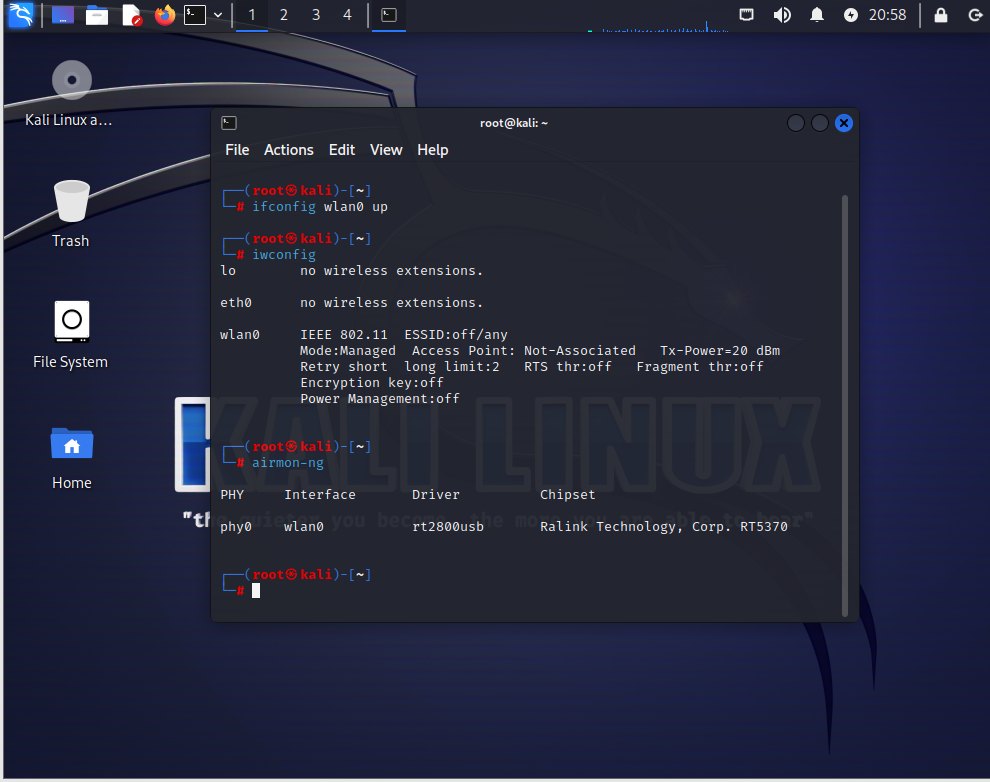 1 2 3 4 20:58
Kali Linux a...
Trash
File System
Home
root@kali: ~
File Actions Edit View Help
┌──(root㉿kali)-[~]
└─# ifconfig wlan0 up
┌──(root㉿kali)-[~]
└─# iwconfig
lo        no wireless extensions.
eth0      no wireless extensions.
wlan0     IEEE 802.11  ESSID:off/any
          Mode:Managed  Access Point: Not-Associated   Tx-Power=20 dBm
          Retry short  long limit:2   RTS thr:off   Fragment thr:off
          Encryption key:off
          Power Management:off
┌──(root㉿kali)-[~]
└─# airmon-ng
PHY     Interface       Driver          Chipset
phy0    wlan0           rt2800usb       Ralink Technology, Corp. RT5370
┌──(root㉿kali)-[~]
└─#
KALI LINUX
"the quieter you become, the more you are able to hear"